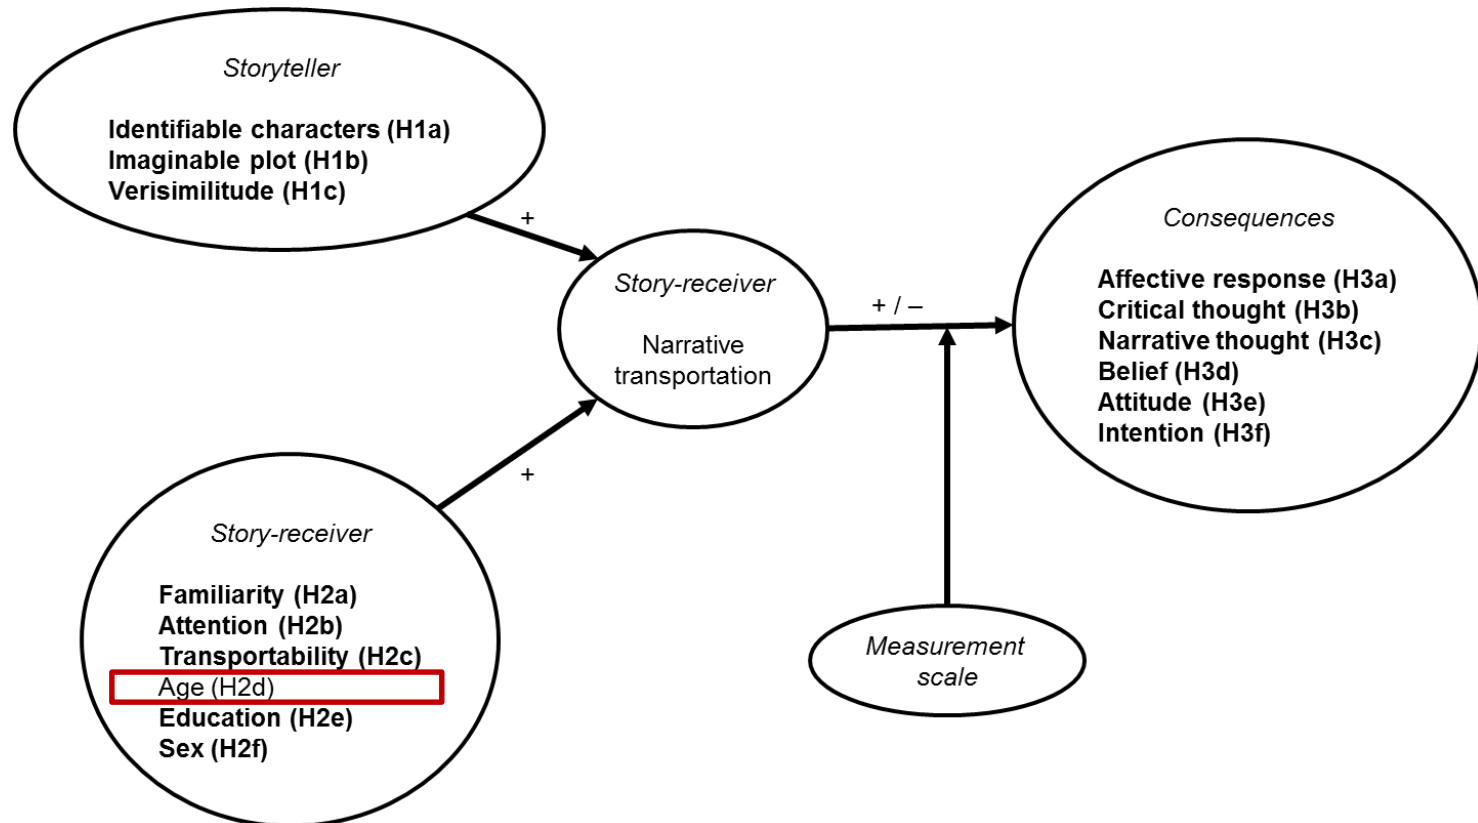 Storyteller
Identifiable characters (H1a)
Imaginable plot (H1b)
Verisimilitude (H1c)
+
Story-receiver
Narrative
transportation
+ / –
Consequences
Affective response (H3a)
Critical thought (H3b)
Narrative thought (H3c)
Belief (H3d)
Attitude (H3e)
Intention (H3f)
+
Story-receiver
Familiarity (H2a)
Attention (H2b)
Transportability (H2c)
Age (H2d)
Education (H2e)
Sex (H2f)
Measurement
scale